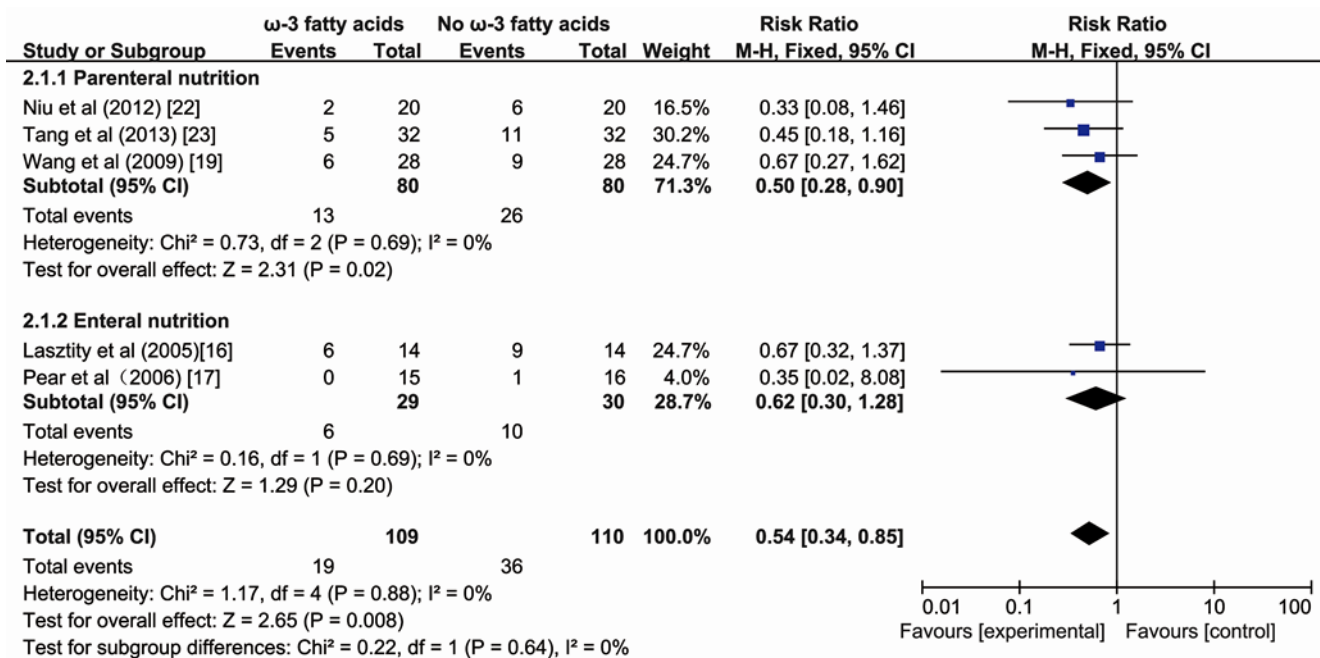 ω-3 fatty acids No ω-3 fatty acids Risk Ratio Risk Ratio
Study or Subgroup Events Total Events Total Weight M-H, Fixed, 95% CI M-H, Fixed, 95% CI
2.1.1 Parenteral nutrition
Niu et al (2012) [22] 2 20 6 20 16.5% 0.33 [0.08, 1.46]
Tang et al (2013) [23] 5 32 11 32 30.2% 0.45 [0.18, 1.16]
Wang et al (2009) [19] 6 28 9 28 24.7% 0.67 [0.27, 1.62]
Subtotal (95% CI) 80 80 71.3% 0.50 [0.28, 0.90]
Total events 13 26
Heterogeneity: Chi² = 0.73, df = 2 (P = 0.69); I² = 0%
Test for overall effect: Z = 2.31 (P = 0.02)
2.1.2 Enteral nutrition
Lasztity et al (2005)[16] 6 14 9 14 24.7% 0.67 [0.32, 1.37]
Pear et al（2006) [17] 0 15 1 16 4.0% 0.35 [0.02, 8.08]
Subtotal (95% CI) 29 30 28.7% 0.62 [0.30, 1.28]
Total events 6 10
Heterogeneity: Chi² = 0.16, df = 1 (P = 0.69); I² = 0%
Test for overall effect: Z = 1.29 (P = 0.20)
Total (95% CI) 109 110 100.0% 0.54 [0.34, 0.85]
Total events 19 36
Heterogeneity: Chi² = 1.17, df = 4 (P = 0.88); I² = 0%
Test for overall effect: Z = 2.65 (P = 0.008)
Test for subgroup differences: Chi² = 0.22, df = 1 (P = 0.64), I² = 0%
0.01 0.1 1 10 100
Favours [experimental] Favours [control]